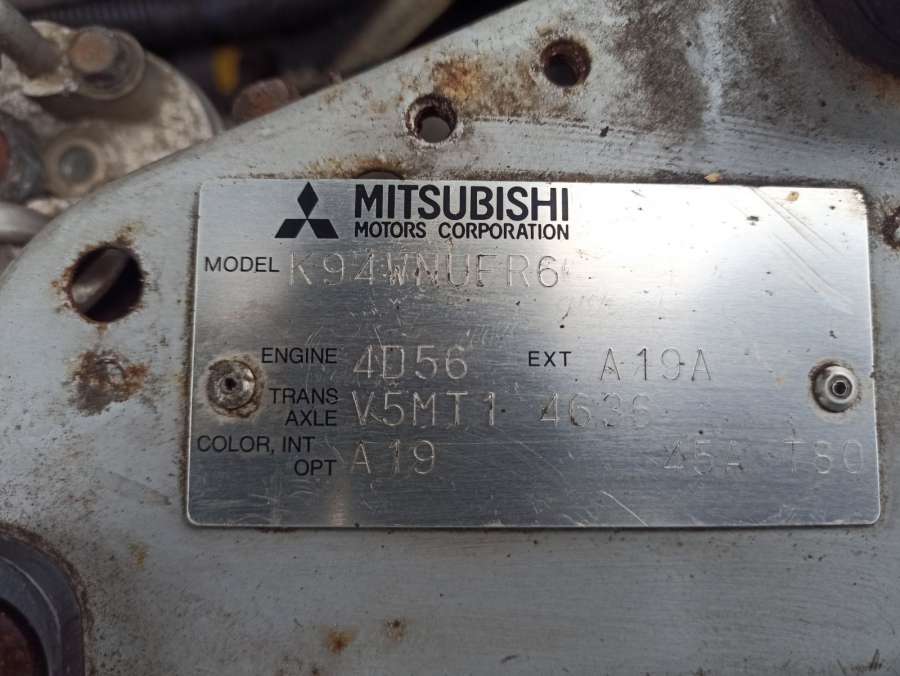 MITSUBISHI
MOTORS CORPORATION
MODEL K94WNUFR6
ENGINE 4D56 EXT A19A
TRANS AXLE V5MT1 4636
COLOR, INT OPT A19 45A T80